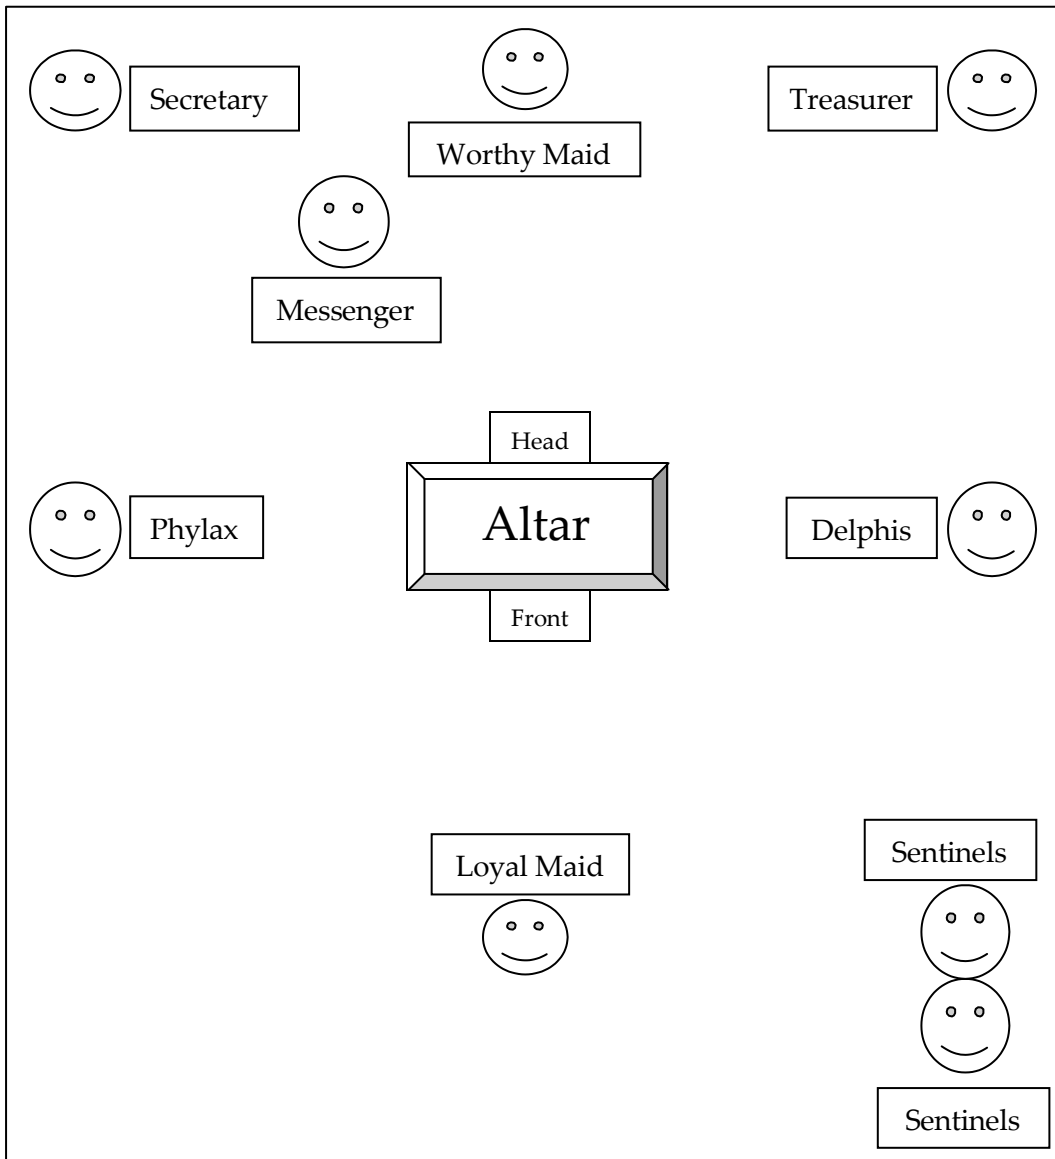 Secretary
Worthy Maid
Treasurer
Messenger
Head
Phylax
Altar
Delphis
Front
Loyal Maid
Sentinels
Sentinels